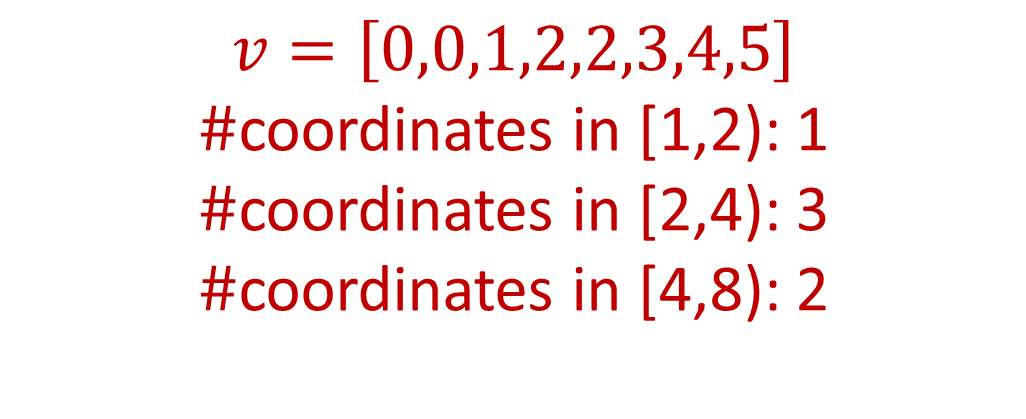 v = [0,0,1,2,2,3,4,5]
#coordinates in [1,2): 1
#coordinates in [2,4): 3
#coordinates in [4,8): 2